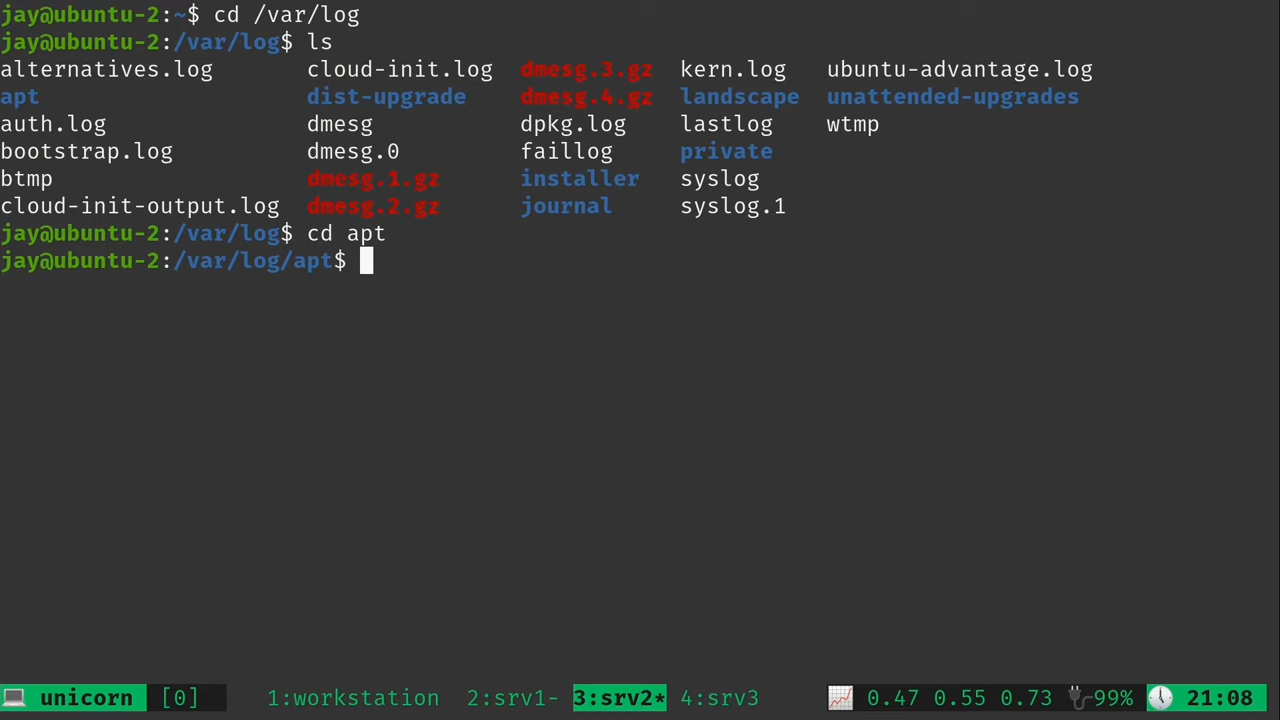 jay@ubuntu-2:~$ cd /var/log
jay@ubuntu-2:/var/log$ ls
alternatives.log cloud-init.log dmesg.3.gz kern.log ubuntu-advantage.log
apt dist-upgrade dmesg.4.gz landscape unattended-upgrades
auth.log dmesg dpkg.log lastlog wtmp
bootstrap.log dmesg.0 faillog private
btmp dmesg.1.gz installer syslog
cloud-init-output.log dmesg.2.gz journal syslog.1
jay@ubuntu-2:/var/log$ cd apt
jay@ubuntu-2:/var/log/apt$
unicorn [0] 1:workstation 2:srv1- 3:srv2* 4:srv3 0.47 0.55 0.73 99% 21:08